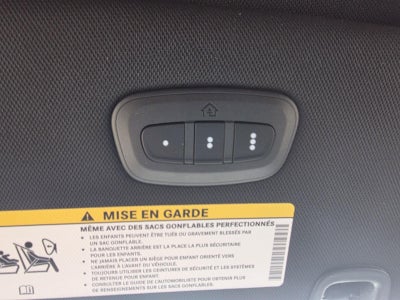 MISE EN GARDE
MÊME AVEC DES SACS GONFLABLES PERFECTIONNÉS
• LES ENFANTS PEUVENT ÊTRE TUÉS OU GRAVEMENT BLESSÉS PAR
UN SAC GONFLABLE.
• LA BANQUETTE ARRIÈRE EST LA PLACE LA PLUS SÉCURITAIRE
POUR LES ENFANTS.
• NE JAMAIS PLACER UN SIÈGE POUR ENFANT ORIENTÉ VERS
L'ARRIÈRE À L'AVANT DU VÉHICULE.
• TOUJOURS UTILISER LES CEINTURES DE SÉCURITÉ ET LES SYSTÈMES
DE RETENUE POUR ENFANTS.
• CONSULTER LE GUIDE DE L'AUTOMOBILISTE POUR OBTENIR PLUS
DE RENSEIGNEMENTS SUR LES SACS GONFLABLES.